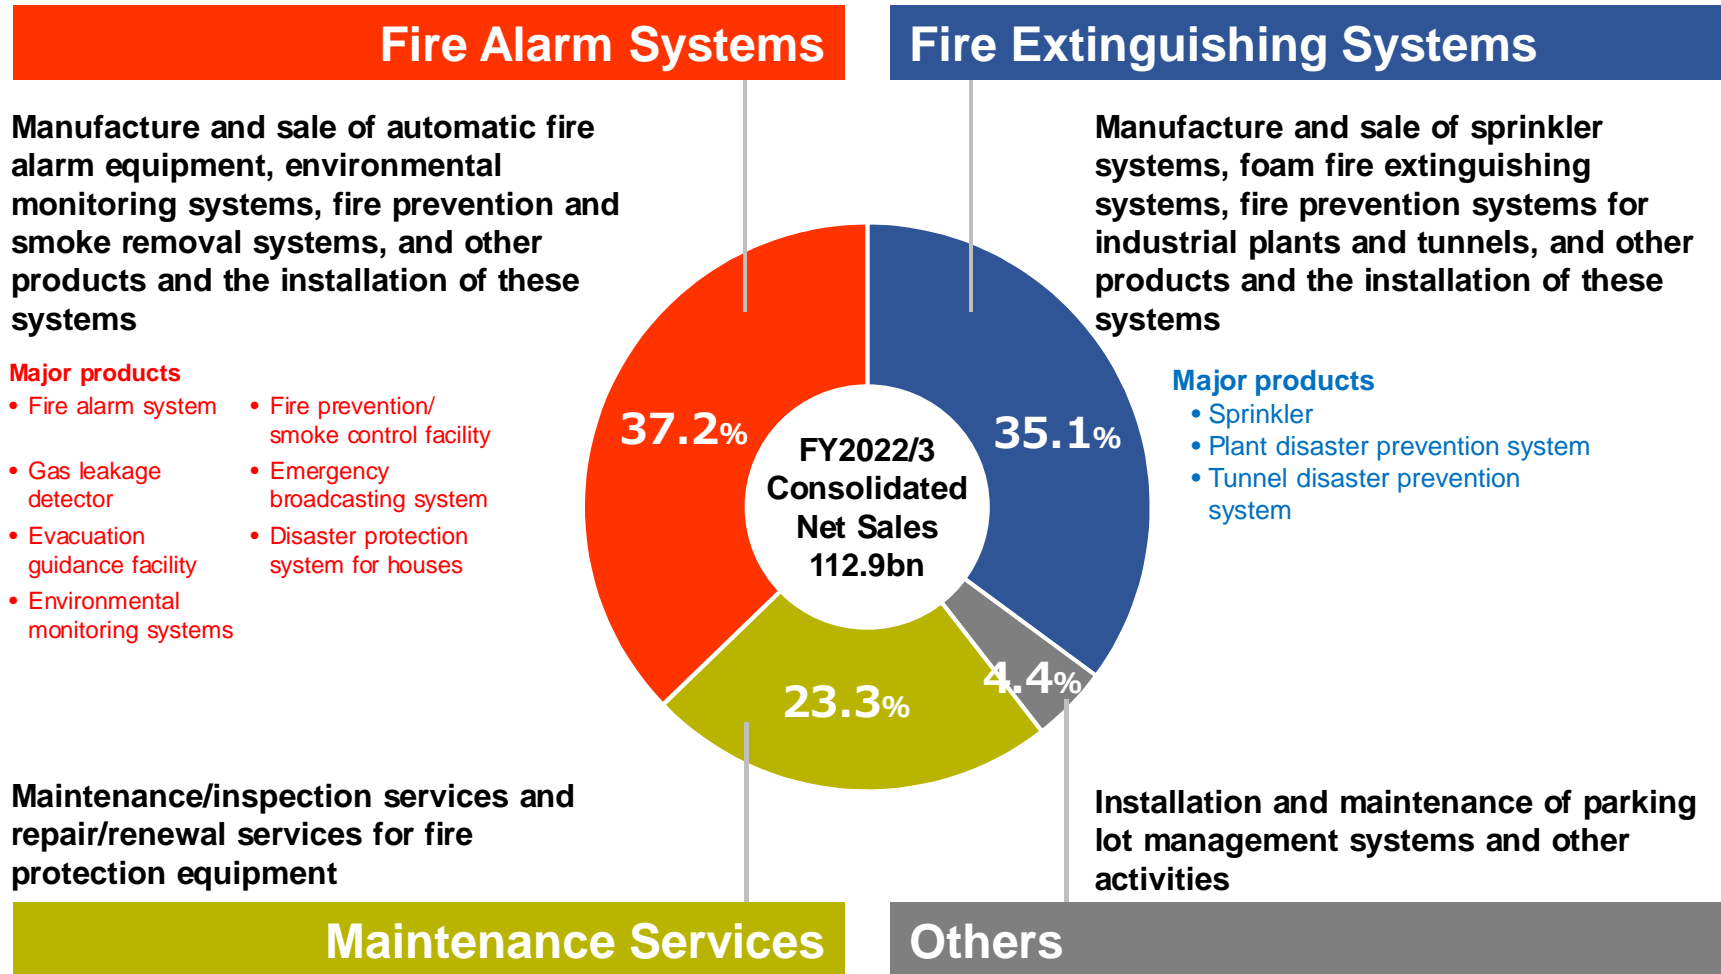 Fire Alarm Systems
Fire Extinguishing Systems
Manufacture and sale of automatic fire
alarm equipment, environmental
monitoring systems, fire prevention and
smoke removal systems, and other
products and the installation of these
systems
Major products
• Fire alarm system
• Fire prevention/
smoke control facility
• Gas leakage
detector
• Emergency
broadcasting system
• Evacuation
guidance facility
• Disaster protection
system for houses
• Environmental
monitoring systems
Manufacture and sale of sprinkler
systems, foam fire extinguishing
systems, fire prevention systems for
industrial plants and tunnels, and other
products and the installation of these
systems
Major products
• Sprinkler
• Plant disaster prevention system
• Tunnel disaster prevention
system
37.2%
35.1%
FY2022/3
Consolidated
Net Sales
112.9bn
23.3%
4.4%
Maintenance/inspection services and
repair/renewal services for fire
protection equipment
Installation and maintenance of parking
lot management systems and other
activities
Maintenance Services
Others